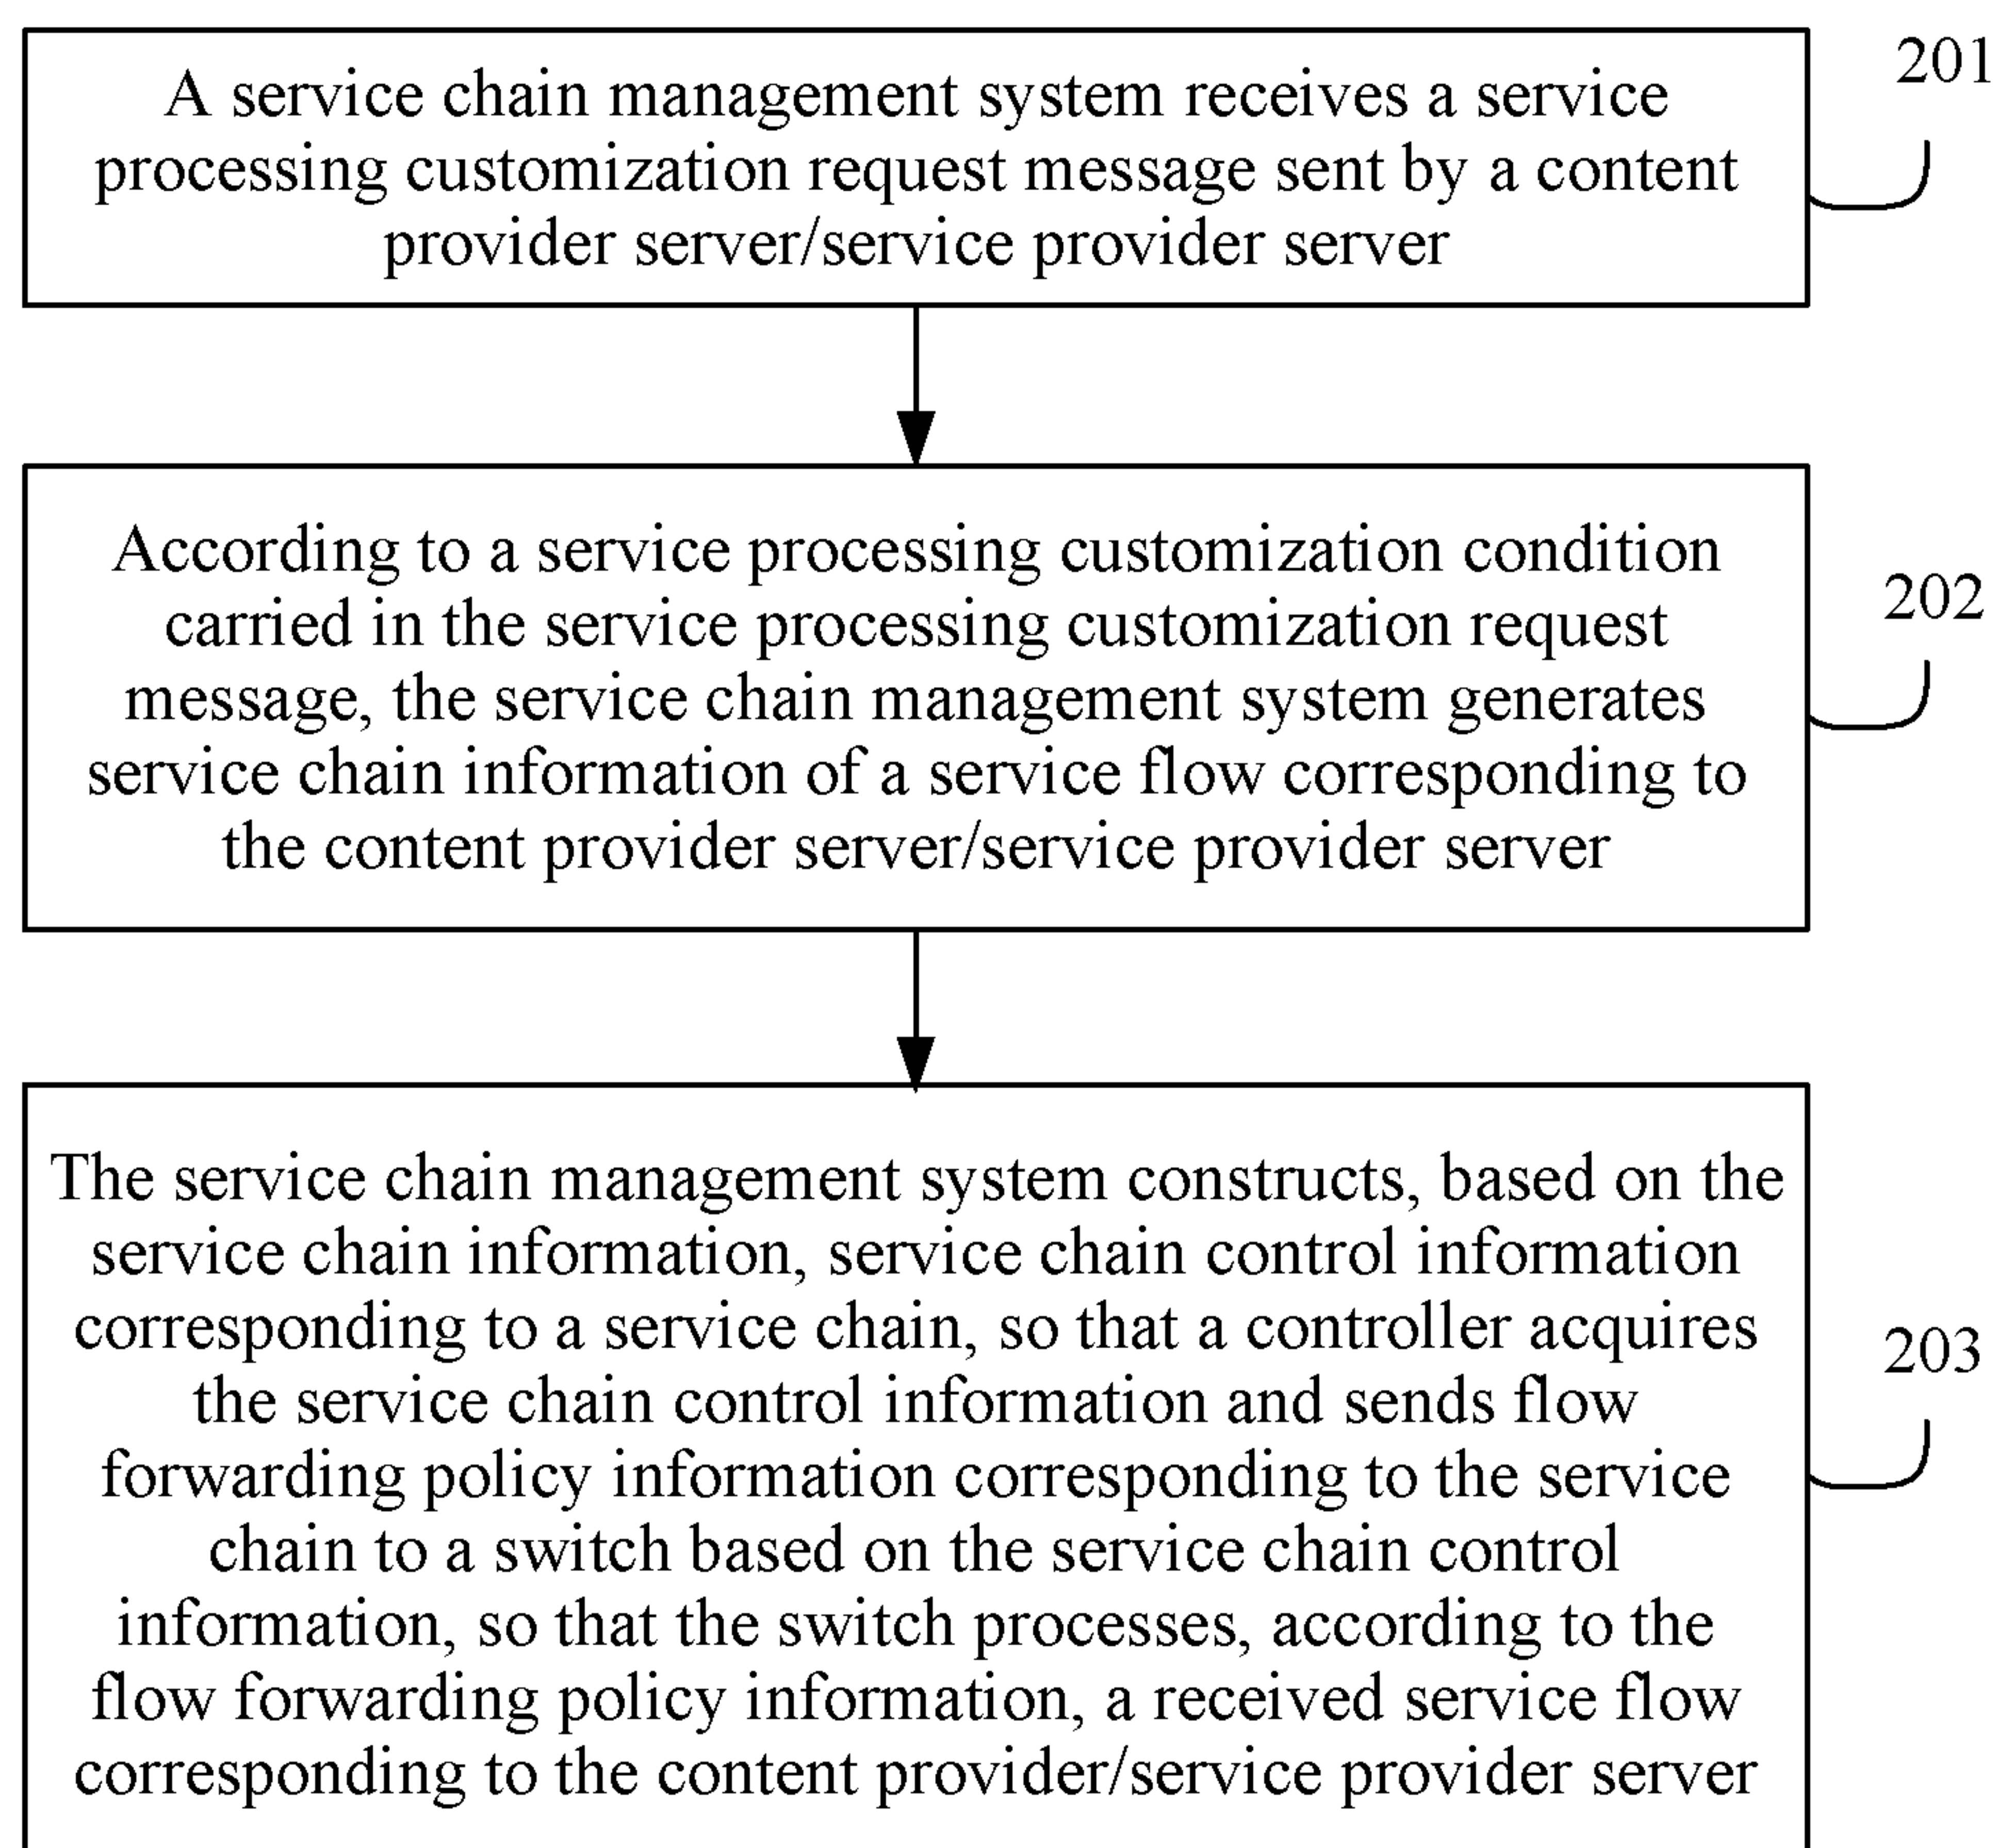 A service chain management system receives a service
processing customization request message sent by a content
provider server/service provider server
201
According to a service processing customization condition
carried in the service processing customization request
message, the service chain management system generates
service chain information of a service flow corresponding to
the content provider server/service provider server
202
The service chain management system constructs, based on the
service chain information, service chain control information
corresponding to a service chain, so that a controller acquires
the service chain control information and sends flow
forwarding policy information corresponding to the service
chain to a switch based on the service chain control
information, so that the switch processes, according to the
flow forwarding policy information, a received service flow
corresponding to the content provider/service provider server
203